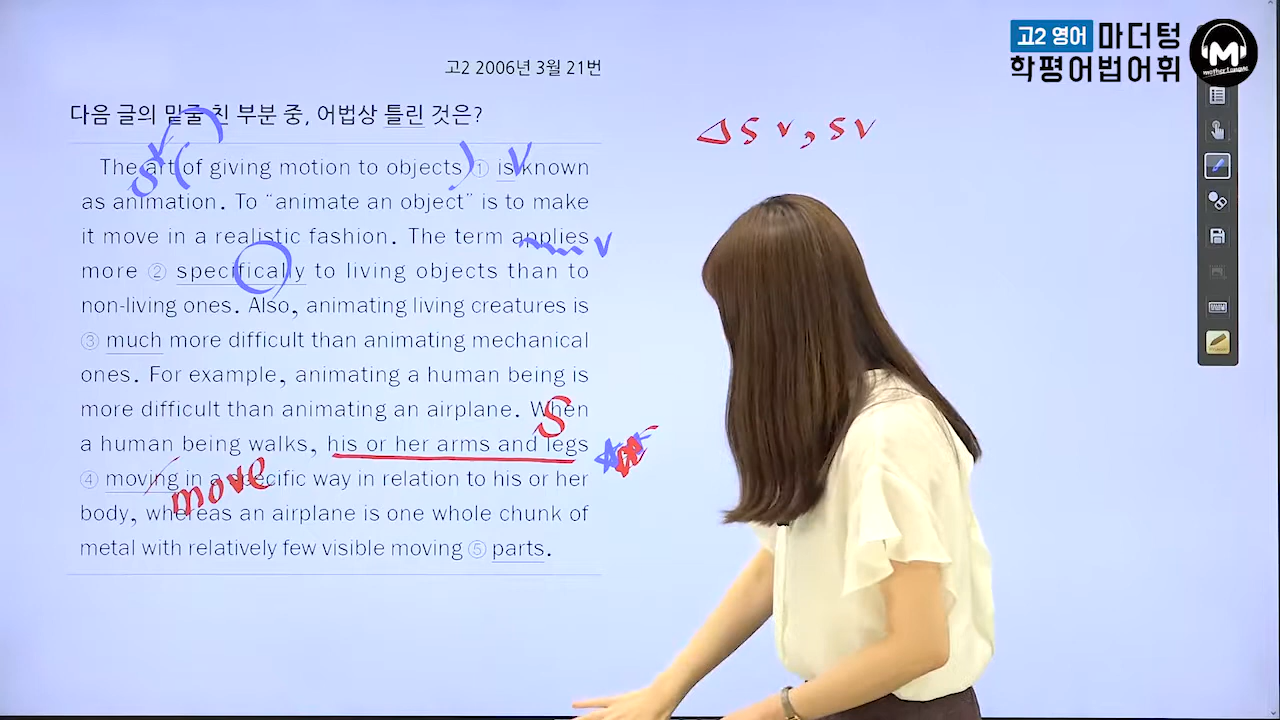 고2 영어 마더텅
학평어법어휘
M
mother tongue
고2 2006년 3월 21번
다음 글의 밑줄 친 부분 중, 어법상 틀린 것은?
△ S V, S V
S V ( ) V
The art of giving motion to objects ① is known
as animation. To “animate an object” is to make
it move in a realistic fashion. The term applies
V
more ② specifically to living objects than to
non-living ones. Also, animating living creatures is
③ much more difficult than animating mechanical
ones. For example, animating a human being is
more difficult than animating an airplane. When
S
a human being walks, his or her arms and legs
④ moving in a specific way in relation to his or her
move
body, whereas an airplane is one whole chunk of
metal with relatively few visible moving ⑤ parts.